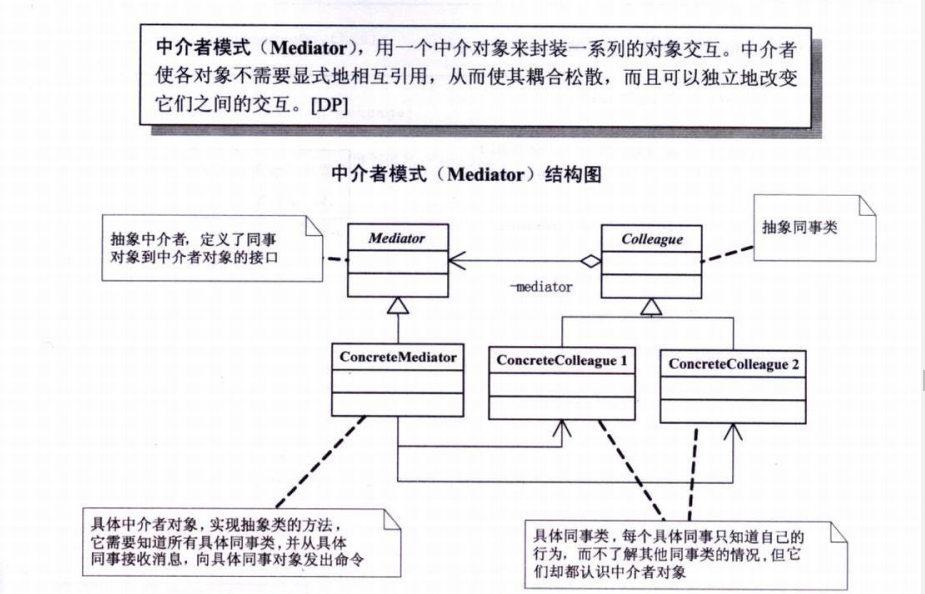 中介者模式（Mediator），用一个中介对象来封装一系列的对象交互。中介者
使各对象不需要显式地相互引用，从而使其耦合松散，而且可以独立地改变
它们之间的交互。[DP]
中介者模式（Mediator）结构图
抽象中介者，定义了同事
对象到中介者对象的接口
Mediator
Colleague
抽象同事类
-mediator
ConcreteMediator
ConcreteColleague 1
ConcreteColleague 2
具体中介者对象，实现抽象类的方法，
它需要知道所有具体同事类，并从具体
同事接收消息，向具体同事对象发出命令
具体同事类，每个具体同事只知道自己的
行为，而不了解其他同事类的情况，但它
们却都认识中介者对象